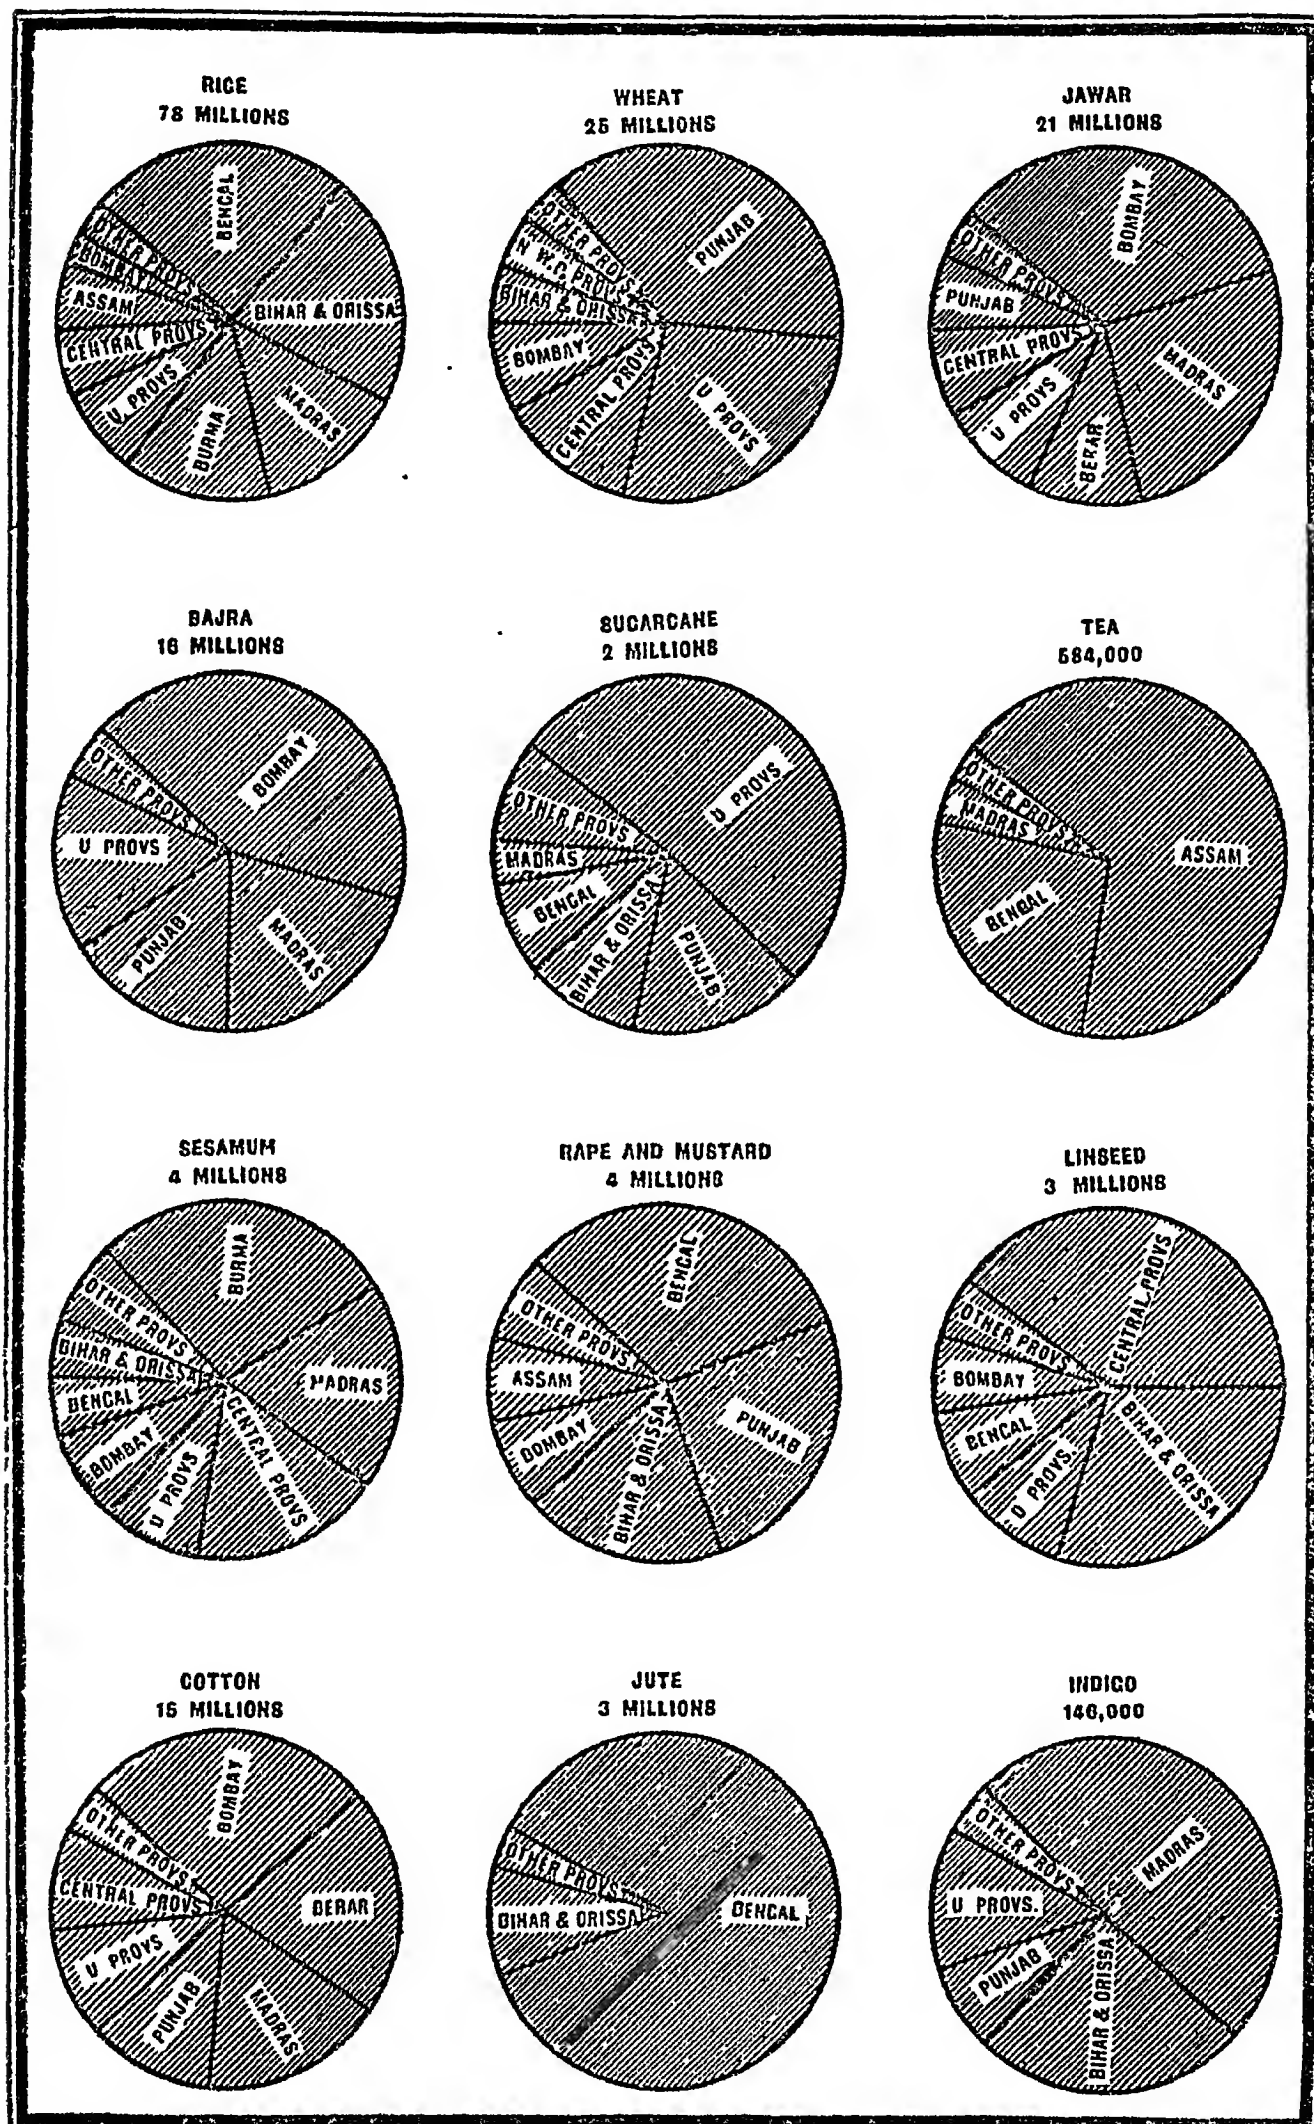 RICE
78 MILLIONS
BENGAL
BIHAR & ORISSA
MADRAS
BURMA
U PROVS
CENTRAL PROVS
ASSAM
BOMBAY
OTHER PROVS
WHEAT
25 MILLIONS
PUNJAB
U PROVS
CENTRAL PROVS
BOMBAY
BIHAR & ORISSA
N W.P. PROVS
OTHER PROVS
JAWAR
21 MILLIONS
BOMBAY
MADRAS
BERAR
U PROVS
CENTRAL PROVS
PUNJAB
OTHER PROVS
BAJRA
16 MILLIONS
BOMBAY
MADRAS
PUNJAB
U PROVS
OTHER PROVS
SUGARCANE
2 MILLIONS
U PROVS
PUNJAB
BIHAR & ORISSA
BENGAL
MADRAS
OTHER PROVS
TEA
584,000
ASSAM
BENGAL
MADRAS
OTHER PROVS
SESAMUM
4 MILLIONS
BURMA
MADRAS
CENTRAL PROVS
U PROVS
BOMBAY
BENGAL
BIHAR & ORISSA
OTHER PROVS
RAPE AND MUSTARD
4 MILLIONS
BENGAL
PUNJAB
BIHAR & ORISSA
BOMBAY
ASSAM
OTHER PROVS
LINSEED
3 MILLIONS
CENTRAL PROVS
BIHAR & ORISSA
U PROVS.
BENGAL
BOMBAY
OTHER PROVS
COTTON
15 MILLIONS
BOMBAY
BERAR
MADRAS
PUNJAB
U PROVS
CENTRAL PROVS
OTHER PROVS
JUTE
3 MILLIONS
BENGAL
BIHAR & ORISSA
OTHER PROVS
INDIGO
146,000
MADRAS
BIHAR & ORISSA
PUNJAB
U PROVS.
OTHER PROVS